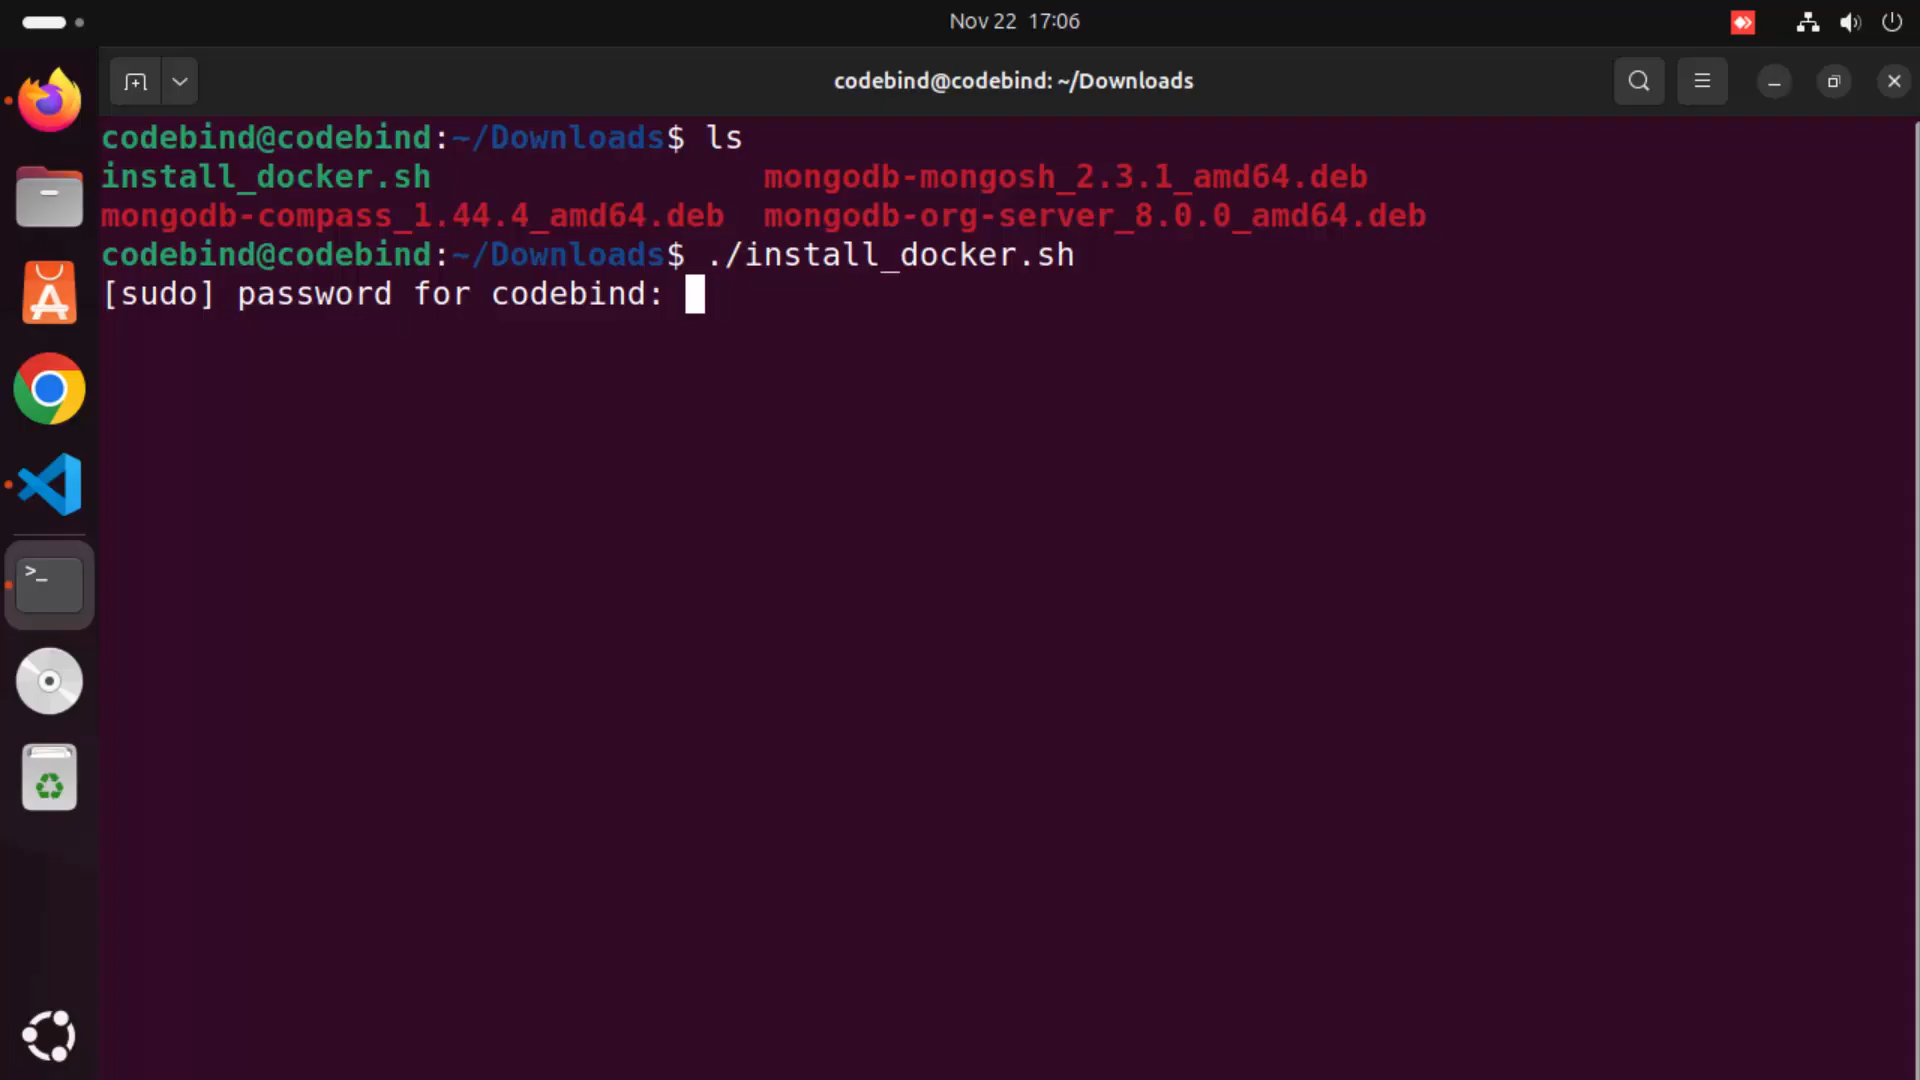 Nov 22 17:06
codebind@codebind: ~/Downloads
codebind@codebind:~/Downloads$ ls
install_docker.sh mongodb-mongosh_2.3.1_amd64.deb
mongodb-compass_1.44.4_amd64.deb mongodb-org-server_8.0.0_amd64.deb
codebind@codebind:~/Downloads$ ./install_docker.sh
[sudo] password for codebind: